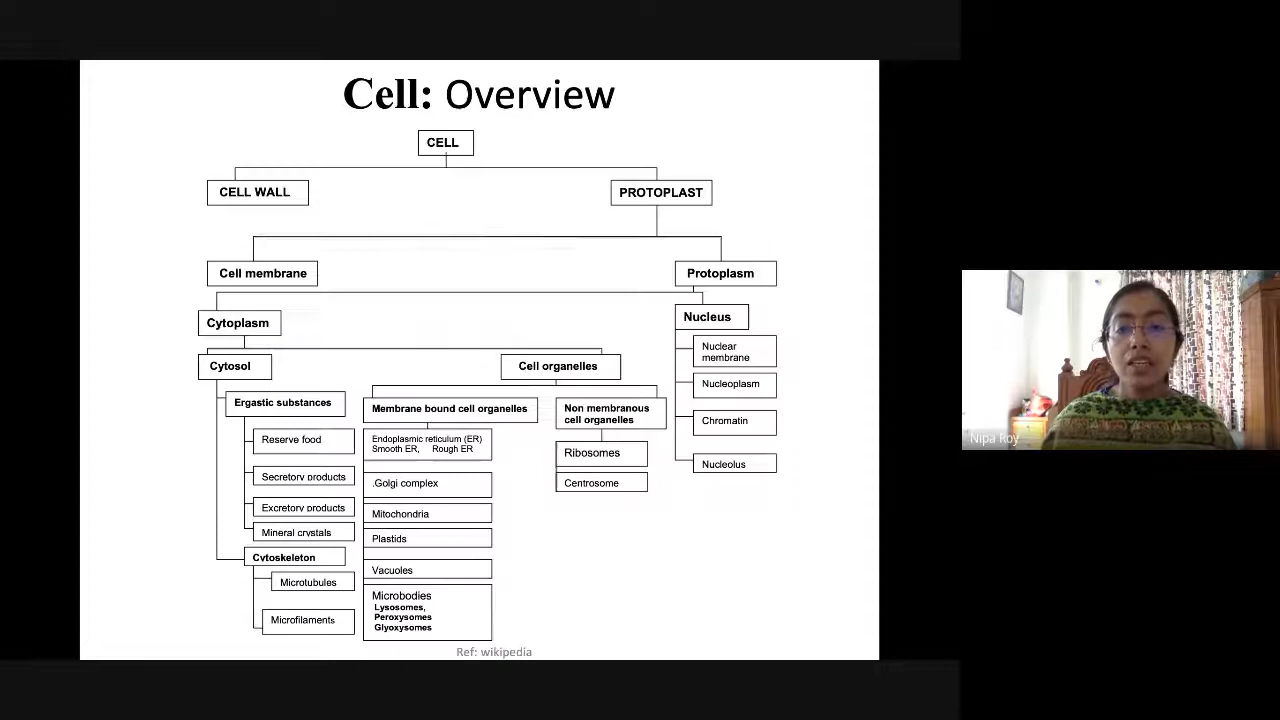 Cell: Overview
CELL
CELL WALL
PROTOPLAST
Cell membrane
Protoplasm
Cytoplasm
Nucleus
Nuclear
membrane
Nucleoplasm
Chromatin
Nucleolus
Cytosol
Cell organelles
Ergastic substances
Reserve food
Secretory products
Excretory products
Mineral crystals
Cytoskeleton
Microtubules
Microfilaments
Membrane bound cell organelles
Endoplasmic reticulum (ER)
Smooth ER, Rough ER
.Golgi complex
Mitochondria
Plastids
Vacuoles
Microbodies
Lysosomes,
Peroxysomes
Glyoxysomes
Non membranous
cell organelles
Ribosomes
Centrosome
Ref: wikipedia
Nipa Roy